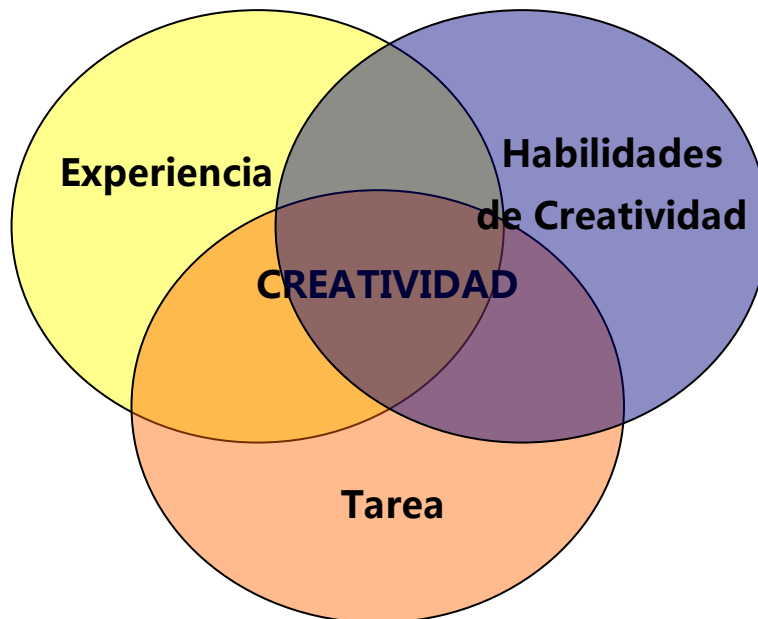 Experiencia
Habilidades
de Creatividad
CREATIVIDAD
Tarea